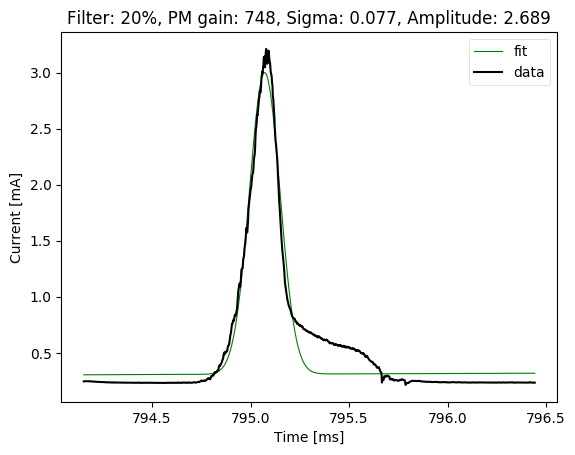 Filter: 20%, PM gain: 748, Sigma: 0.077, Amplitude: 2.689
fit
data
3.0
2.5
2.0
1.5
1.0
0.5
Current [mA]
794.5
795.0
795.5
796.0
796.5
Time [ms]